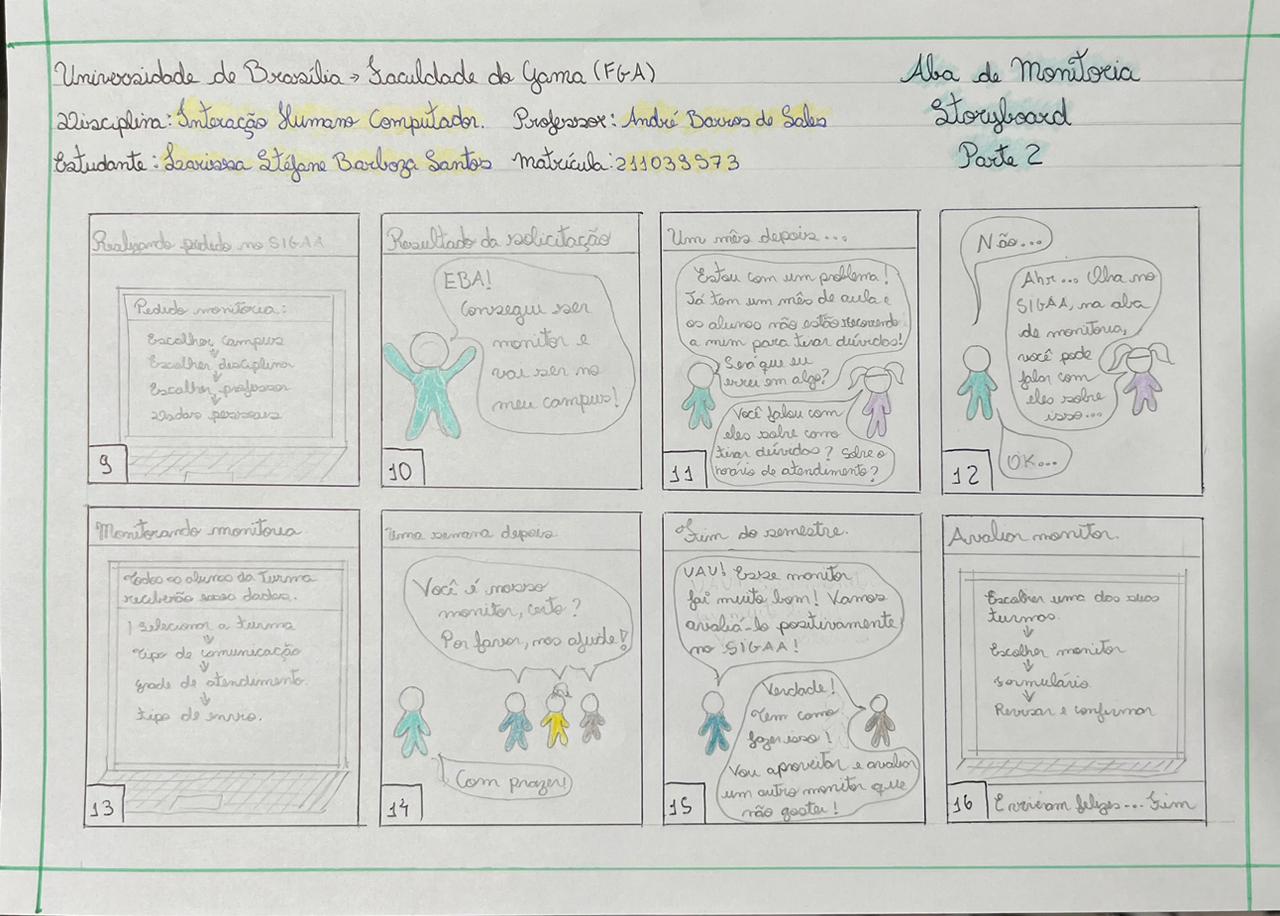 Universidade de Brasília → Faculdade do Gama (FGA)
Disciplina: Interação Humano Computador. Professor: André Barros de Sales
Estudante: Larissa Stéfane Barboza Santos Matrícula: 211039573
Aba de Monitoria
Storyboard
Parte 2
Realizando pedido no SIGAA
Pedido monitoria:
Escolher campus
Escolher disciplina
Escolher professor
Dados pessoais
9
Resultado da solicitação
EBA!
Consegui ser
monitor e
vai ser no
meu campus!
10
Um mês depois...
Estou com um problema!
Já tem um mês de aula e
os alunos não estão recorrendo
a mim para tirar dúvidas!
Será que eu
errei em algo?
Você falou com
eles sobre como
tirar dúvidas? Sobre o
horário de atendimento?
11
Não...
Ahr... Olha no
SIGAA, na aba
de monitoria,
você pode
falar com
eles sobre
isso...
OK...
12
Monitorando monitoria
Todos os alunos da turma
receberão esses dados.
Selecionar a turma
Tipo de comunicação
grade de atendimento.
tipo de envio.
13
Uma semana depois
Você é nosso
monitor, certo?
Por favor, nos ajude!
Com prazer!
14
Fim do semestre.
UAU! Esse monitor
foi muito bom! Vamos
avaliá-lo positivamente
no SIGAA!
Verdade!
Tem como
fazer isso!
Vou aproveitar e avaliar
um outro monitor que
não gostei!
15
Avaliar monitor.
Escolher uma das suas
turmas.
Escolher monitor
formulário
Revisar e confirmar
16
E viviam felizes... Fim